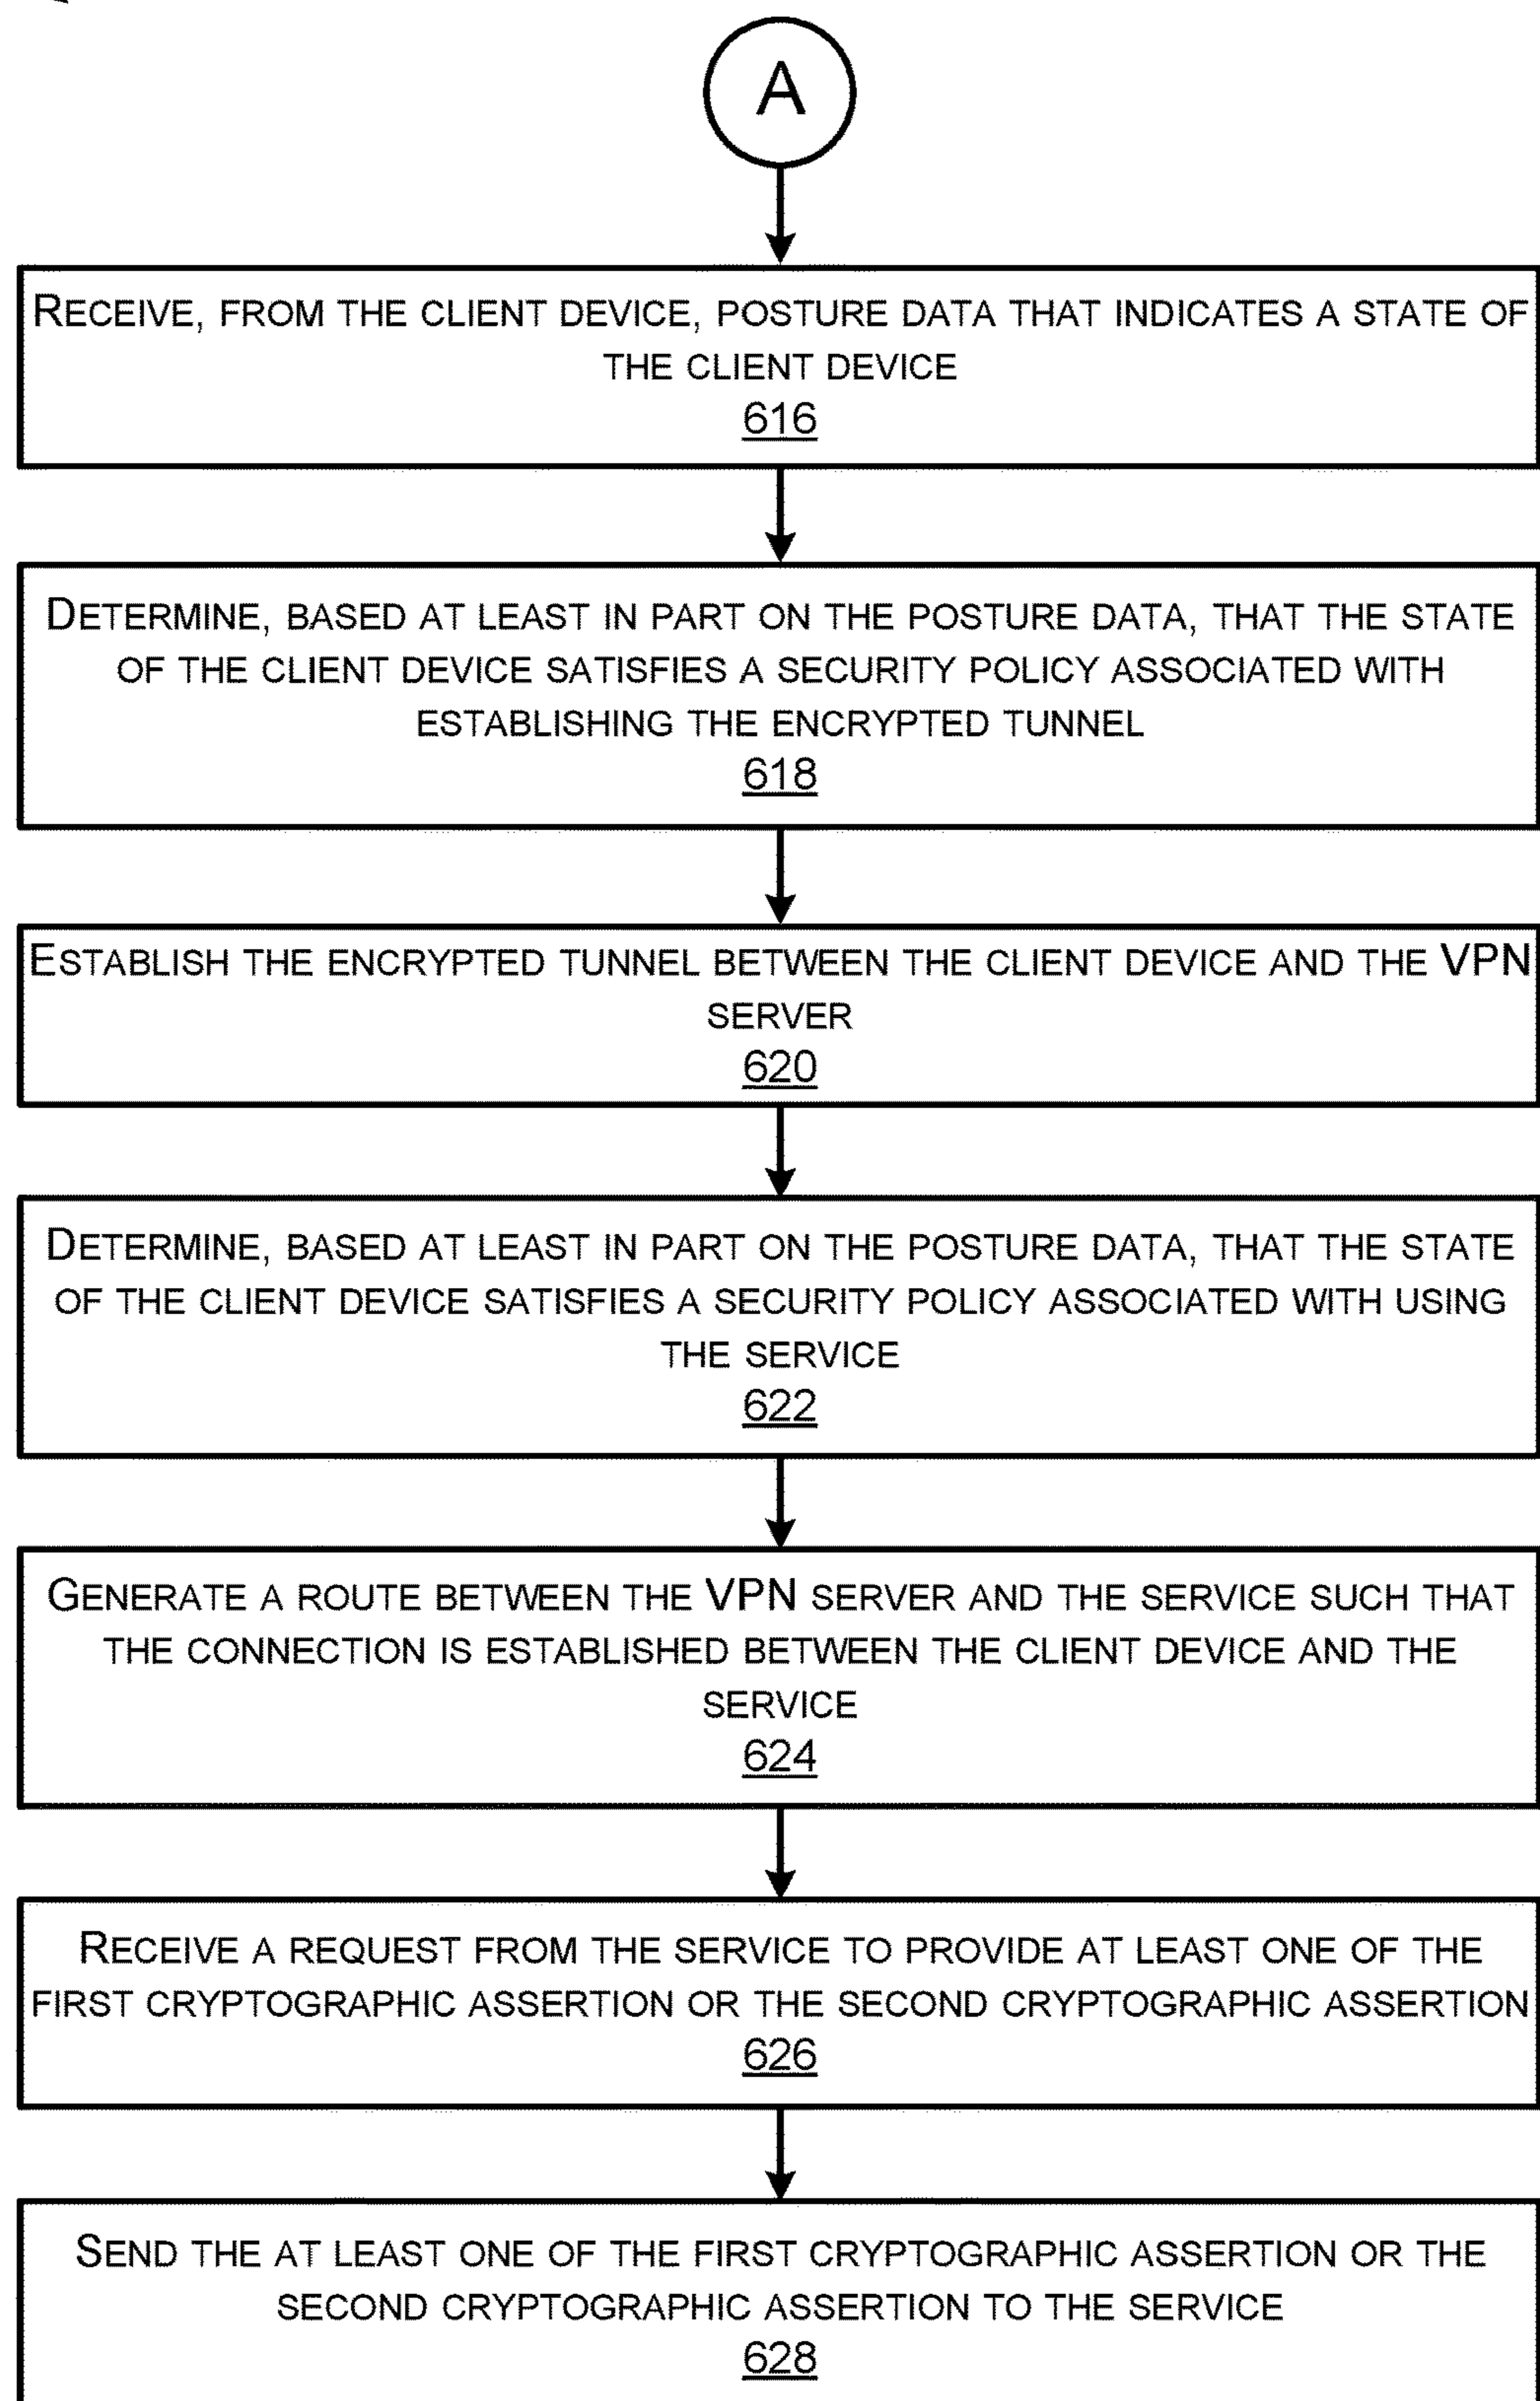 A
RECEIVE, FROM THE CLIENT DEVICE, POSTURE DATA THAT INDICATES A STATE OF
THE CLIENT DEVICE
616
DETERMINE, BASED AT LEAST IN PART ON THE POSTURE DATA, THAT THE STATE
OF THE CLIENT DEVICE SATISFIES A SECURITY POLICY ASSOCIATED WITH
ESTABLISHING THE ENCRYPTED TUNNEL
618
ESTABLISH THE ENCRYPTED TUNNEL BETWEEN THE CLIENT DEVICE AND THE VPN
SERVER
620
DETERMINE, BASED AT LEAST IN PART ON THE POSTURE DATA, THAT THE STATE
OF THE CLIENT DEVICE SATISFIES A SECURITY POLICY ASSOCIATED WITH USING
THE SERVICE
622
GENERATE A ROUTE BETWEEN THE VPN SERVER AND THE SERVICE SUCH THAT
THE CONNECTION IS ESTABLISHED BETWEEN THE CLIENT DEVICE AND THE
SERVICE
624
RECEIVE A REQUEST FROM THE SERVICE TO PROVIDE AT LEAST ONE OF THE
FIRST CRYPTOGRAPHIC ASSERTION OR THE SECOND CRYPTOGRAPHIC ASSERTION
626
SEND THE AT LEAST ONE OF THE FIRST CRYPTOGRAPHIC ASSERTION OR THE
SECOND CRYPTOGRAPHIC ASSERTION TO THE SERVICE
628